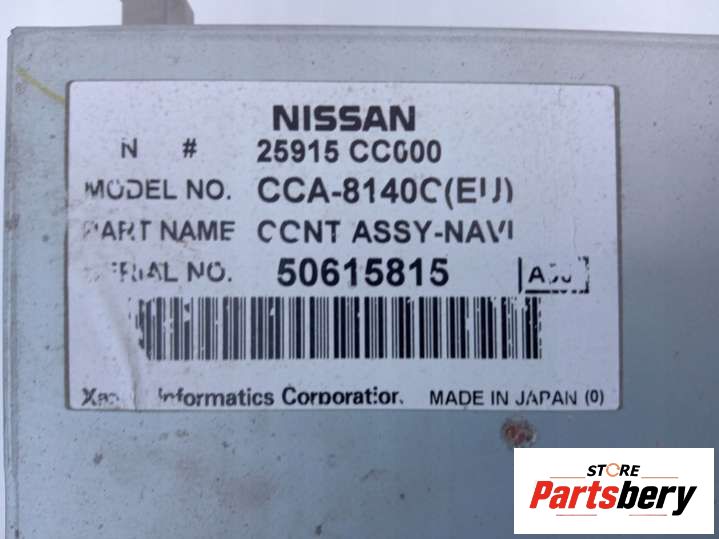 NISSAN
N # 25915 CC000
MODEL NO. CCA-8140C(EU)
PART NAME CONT ASSY-NAVI
SERIAL NO. 50615815
Informatics Corporation MADE IN JAPAN (0)
STORE
Partsbery